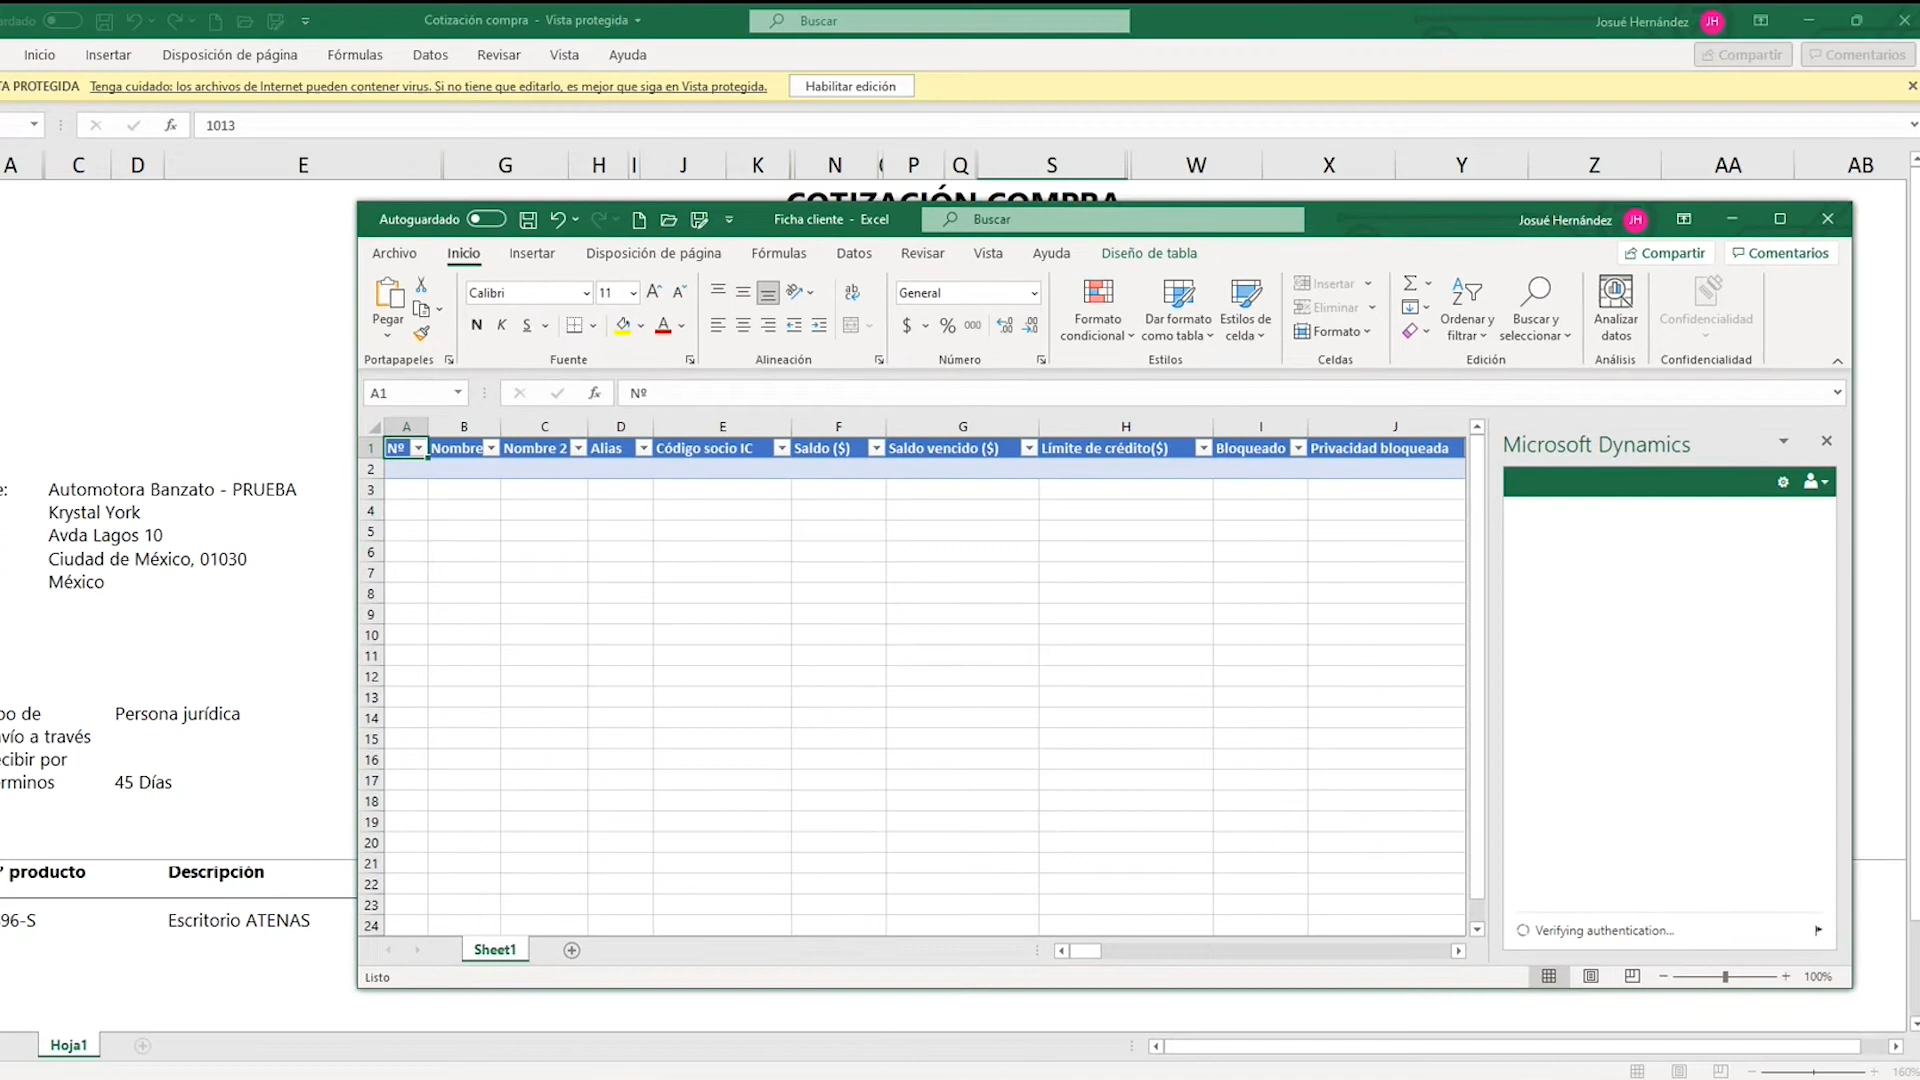 ardado
Cotización compra - Vista protegida
Buscar
Josué Hernández
JH
Inicio
Insertar
Disposición de página
Fórmulas
Datos
Revisar
Vista
Ayuda
Compartir
Comentarios
TA PROTEGIDA
Tenga cuidado: los archivos de Internet pueden contener virus. Si no tiene que editarlo, es mejor que siga en Vista protegida.
Habilitar edición
fx
1013
A C D E G H I J K N P Q S W X Y Z AA AB
COTIZACIÓN COMPRA
Autoguardado
Ficha cliente - Excel
Buscar
Josué Hernández
JH
Archivo
Inicio
Insertar
Disposición de página
Fórmulas
Datos
Revisar
Vista
Ayuda
Diseño de tabla
Compartir
Comentarios
Pegar
Portapapeles
Calibri
11
N K S
Fuente
ab
Alineación
General
$ % 000
Número
Formato
condicional
Dar formato
como tabla
Estilos de
celda
Estilos
Insertar
Eliminar
Formato
Celdas
Ordenar y
filtrar
Buscar y
seleccionar
Edición
Analizar
datos
Análisis
Confidencialidad
Confidencialidad
A1
fx
Nº
A B C D E F G H I J
1 Nº Nombre Nombre 2 Alias Código socio IC Saldo ($) Saldo vencido ($) Límite de crédito($) Bloqueado Privacidad bloqueada
2
3
4
5
6
7
8
9
10
11
12
13
14
15
16
17
18
19
20
21
22
23
24
Microsoft Dynamics
Verifying authentication...
Sheet1
Listo
100%
e:
Automotora Banzato - PRUEBA
Krystal York
Avda Lagos 10
Ciudad de México, 01030
México
po de
Persona jurídica
vío a través
cibir por
rminos
45 Días
producto
Descripción
96-S
Escritorio ATENAS
Hoja1
160%